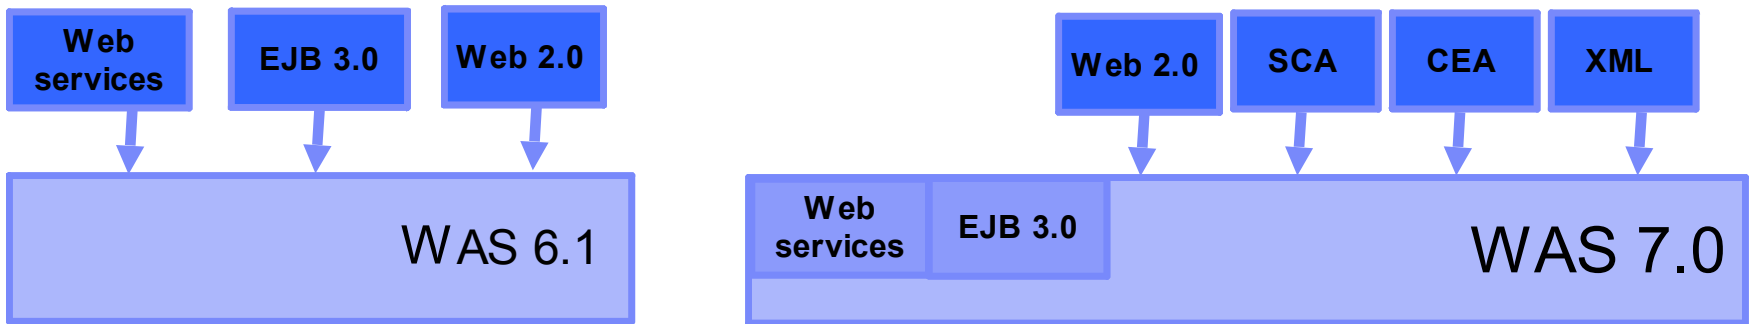 Web
services
EJB 3.0
Web 2.0
WAS 6.1
Web 2.0
SCA
CEA
XML
Web
services
EJB 3.0
WAS 7.0